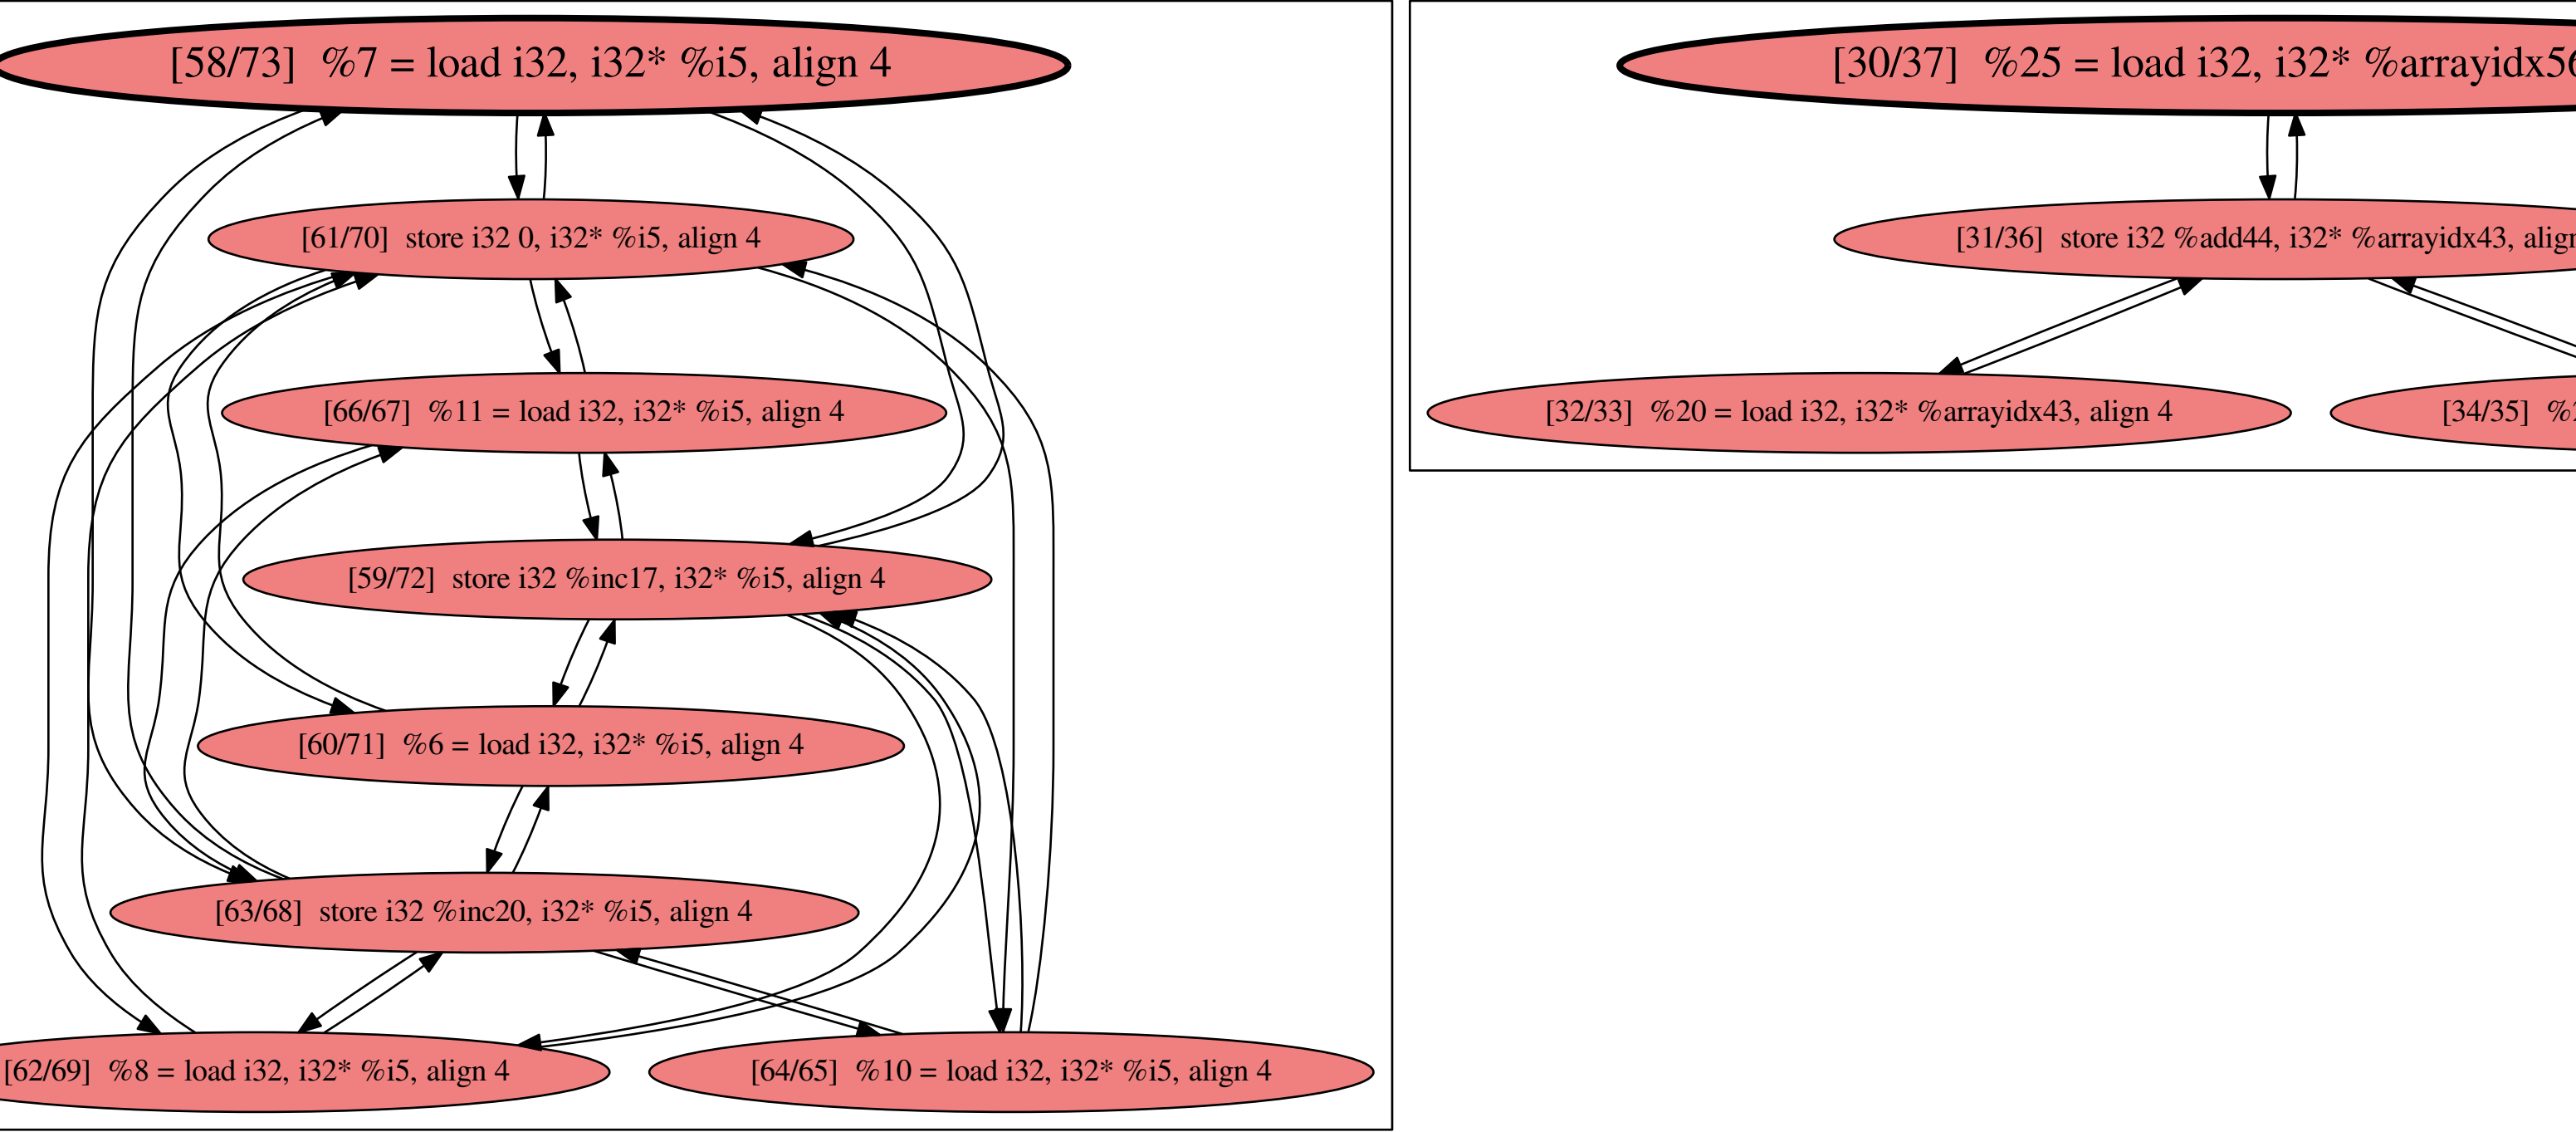 [58/73] %7 = load i32, i32* %i5, align 4
[61/70] store i32 0, i32* %i5, align 4
[66/67] %11 = load i32, i32* %i5, align 4
[59/72] store i32 %inc17, i32* %i5, align 4
[60/71] %6 = load i32, i32* %i5, align 4
[63/68] store i32 %inc20, i32* %i5, align 4
[62/69] %8 = load i32, i32* %i5, align 4
[64/65] %10 = load i32, i32* %i5, align 4
[30/37] %25 = load i32, i32* %arrayidx56
[31/36] store i32 %add44, i32* %arrayidx43,
[32/33] %20 = load i32, i32* %arrayidx43, align 4
[34/35]